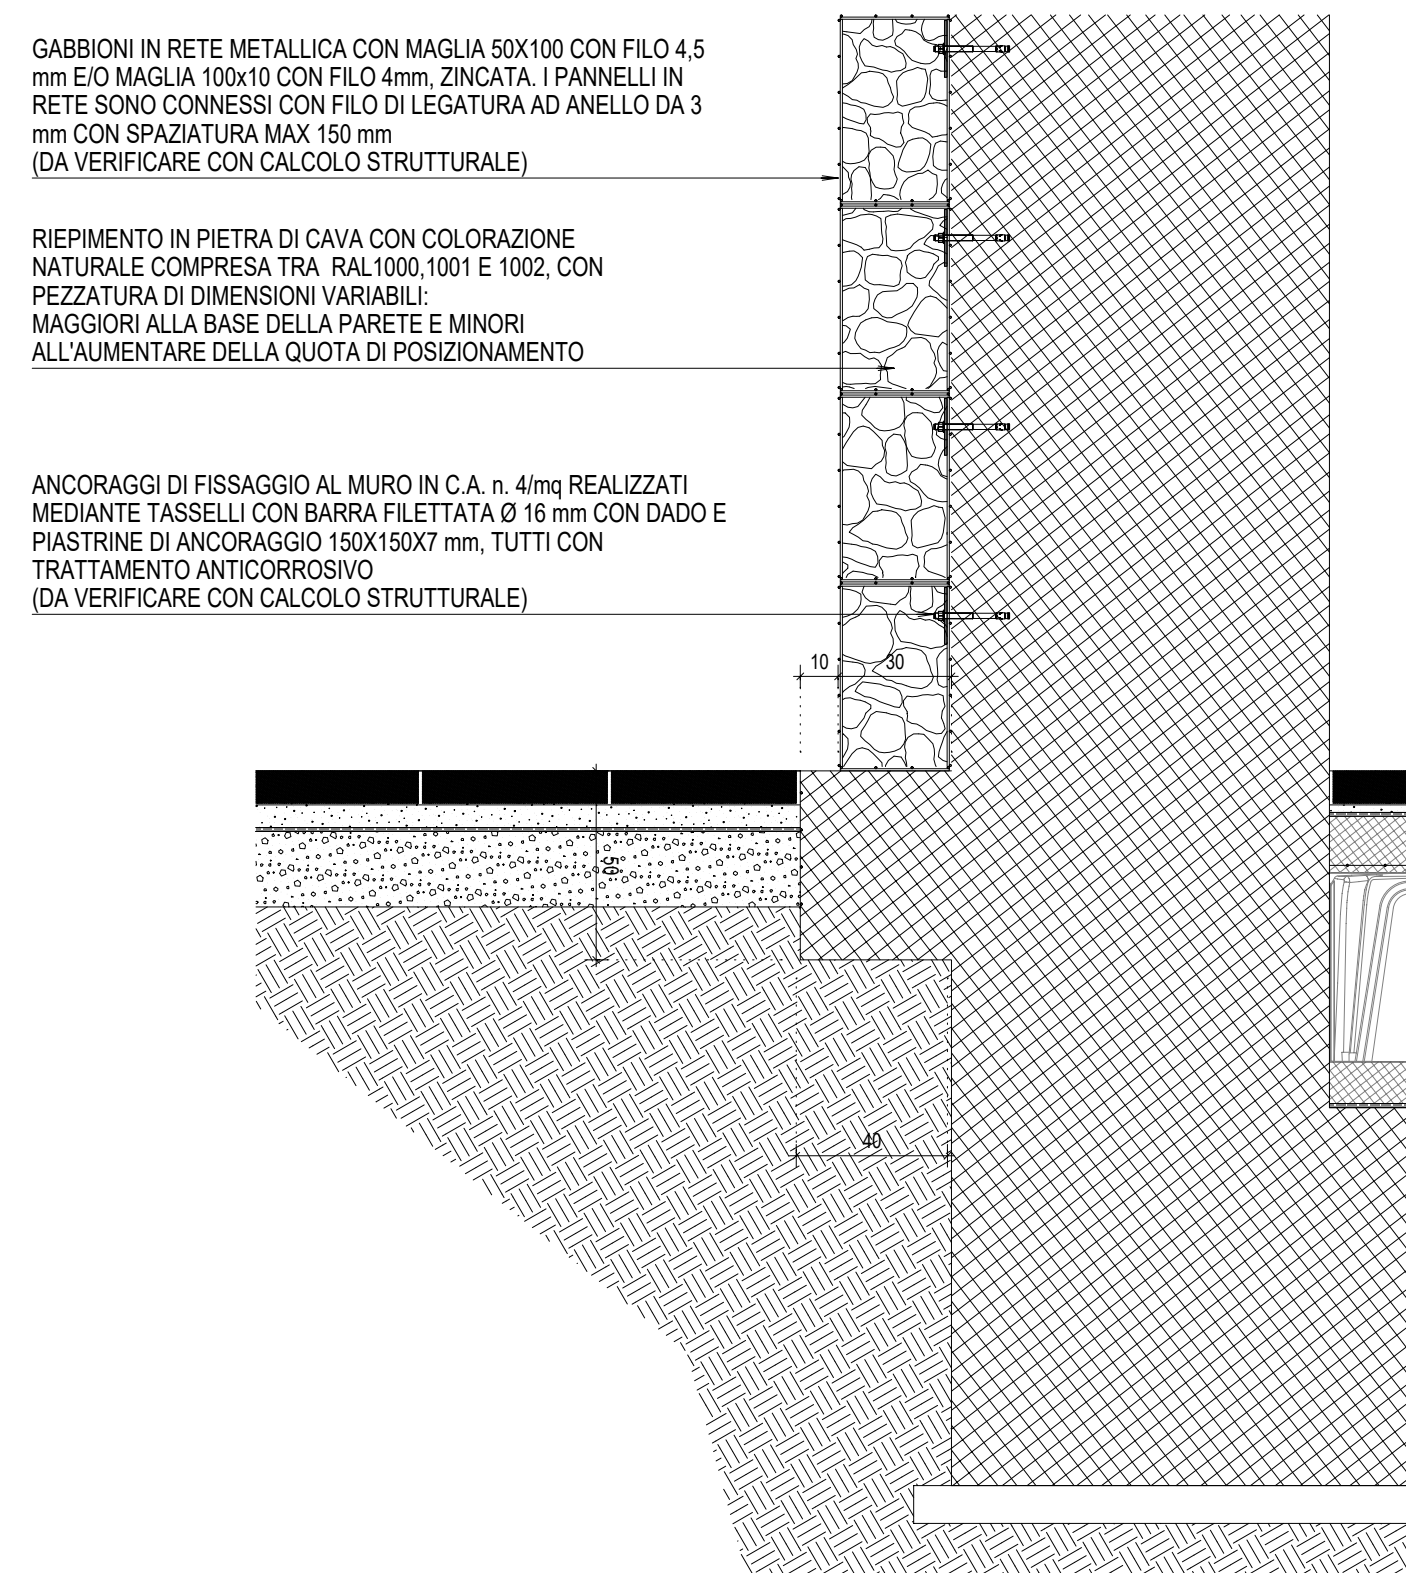 GABBIONI IN RETE METALLICA CON MAGLIA 50X100 CON FILO 4,5
mm E/O MAGLIA 100x10 CON FILO 4mm, ZINCATA. I PANNELLI IN
RETE SONO CONNESSI CON FILO DI LEGATURA AD ANELLO DA 3
mm CON SPAZIATURA MAX 150 mm
(DA VERIFICARE CON CALCOLO STRUTTURALE)
RIEPIMENTO IN PIETRA DI CAVA CON COLORAZIONE
NATURALE COMPRESA TRA RAL1000,1001 E 1002, CON
PEZZATURA DI DIMENSIONI VARIABILI:
MAGGIORI ALLA BASE DELLA PARETE E MINORI
ALL'AUMENTARE DELLA QUOTA DI POSIZIONAMENTO
ANCORAGGI DI FISSAGGIO AL MURO IN C.A. n. 4/mq REALIZZATI
MEDIANTE TASSELLI CON BARRA FILETTATA Ø 16 mm CON DADO E
PIASTRINE DI ANCORAGGIO 150X150X7 mm, TUTTI CON
TRATTAMENTO ANTICORROSIVO
(DA VERIFICARE CON CALCOLO STRUTTURALE)
10 30
50
40